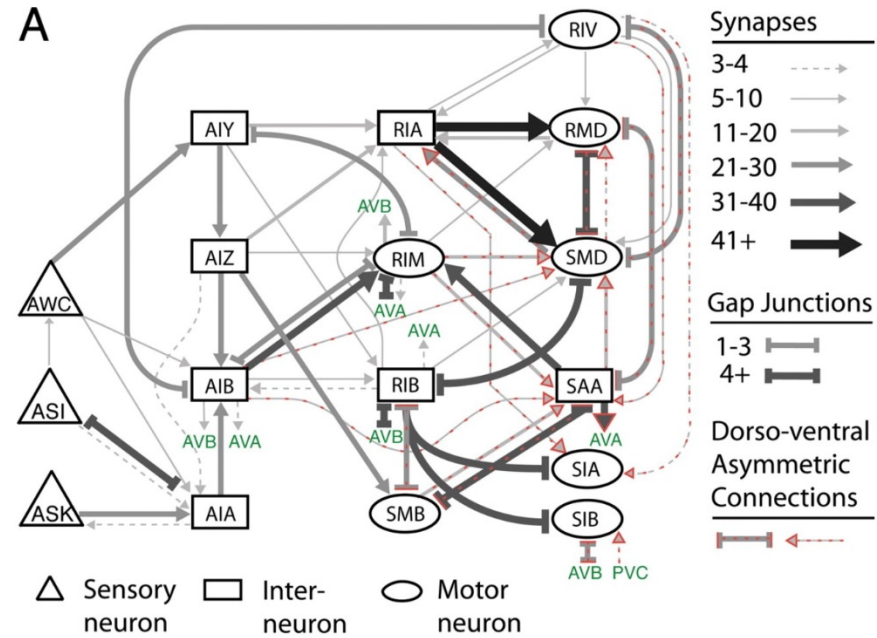 A
RIV
AIY
RIA
RMD
AVB
AIZ
RIM
SMD
AWC
AVA
AVA
AIB
RIB
SAA
ASI
AVB AVA
AVB
AVA
SIA
ASK
AIA
SMB
SIB
AVB PVC
Sensory
neuron
Inter-
neuron
Motor
neuron
Synapses
3-4
5-10
11-20
21-30
31-40
41+
Gap Junctions
1-3
4+
Dorso-ventral
Asymmetric
Connections